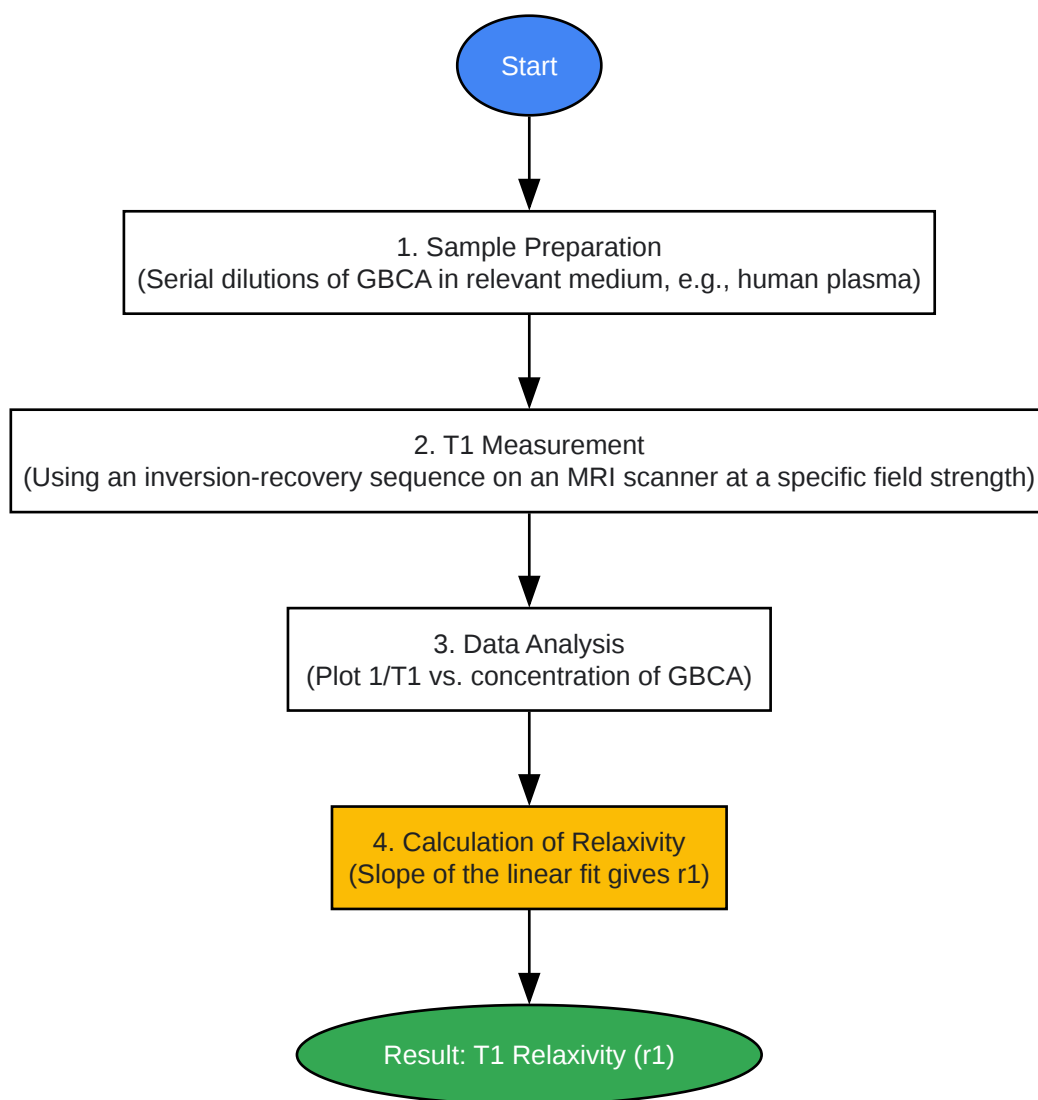 Start
1. Sample Preparation
(Serial dilutions of GBCA in relevant medium, e.g., human plasma)
2. T1 Measurement
(Using an inversion-recovery sequence on an MRI scanner at a specific field strength)
3. Data Analysis
(Plot 1/T1 vs. concentration of GBCA)
4. Calculation of Relaxivity
(Slope of the linear fit gives r1)
Result: T1 Relaxivity (r1)